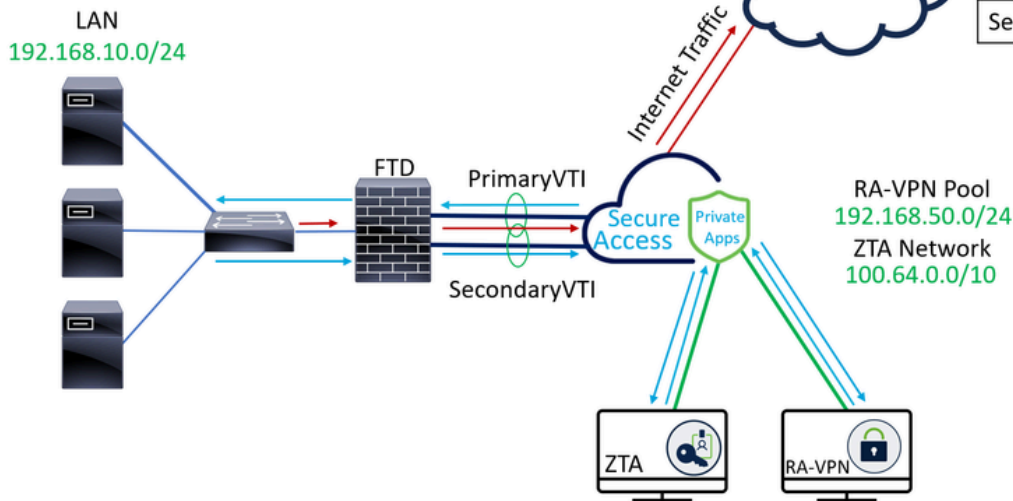 LAN
192.168.10.0/24
FTD
PrimaryVTI
SecondaryVTI
Internet Traffic
Secure
Access
Private
Apps
RA-VPN Pool
192.168.50.0/24
ZTA Network
100.64.0.0/10
ZTA
RA-VPN
Se